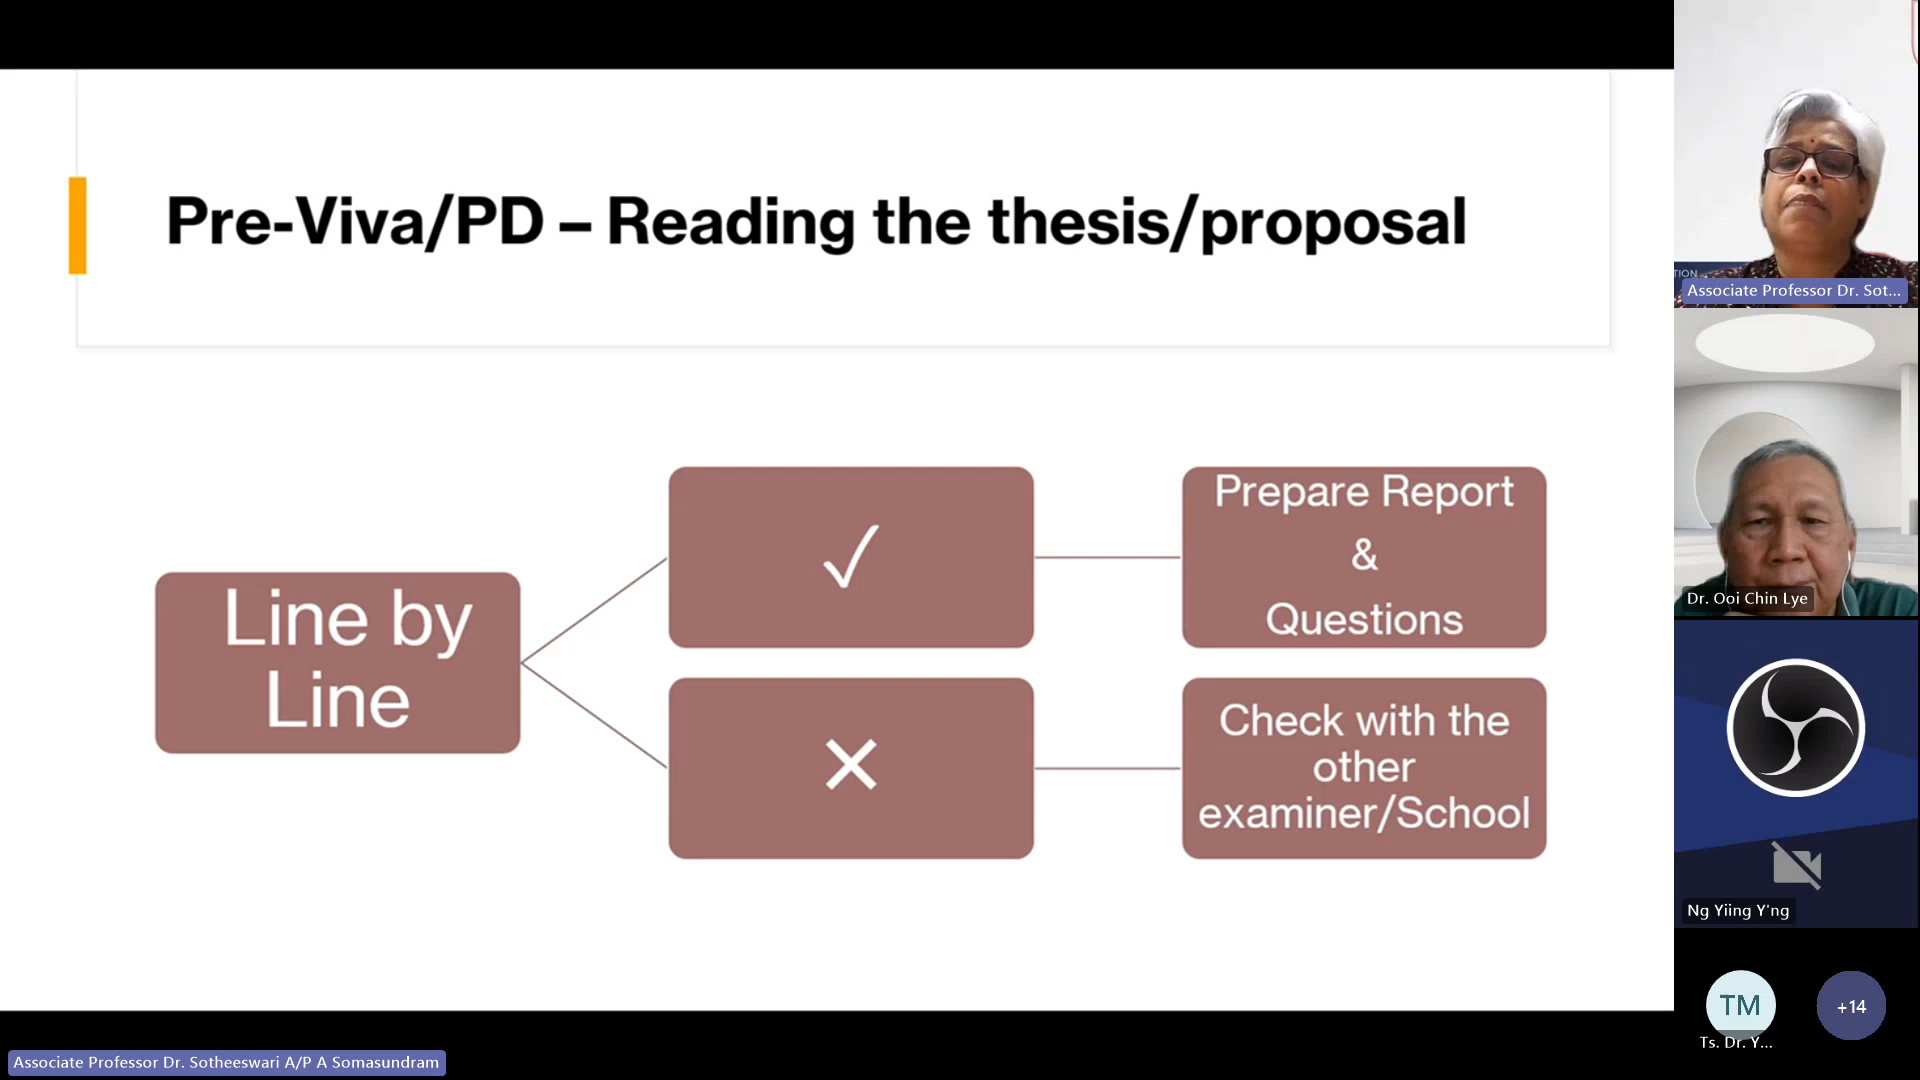 Pre-Viva/PD – Reading the thesis/proposal
Line by
Line
✓
✕
Prepare Report
&
Questions
Check with the
other
examiner/School
TION
Associate Professor Dr. Sot...
Dr. Ooi Chin Lye
Ng Yiing Y'ng
TM
Ts. Dr. Y...
+14
Associate Professor Dr. Sotheeswari A/P A Somasundram